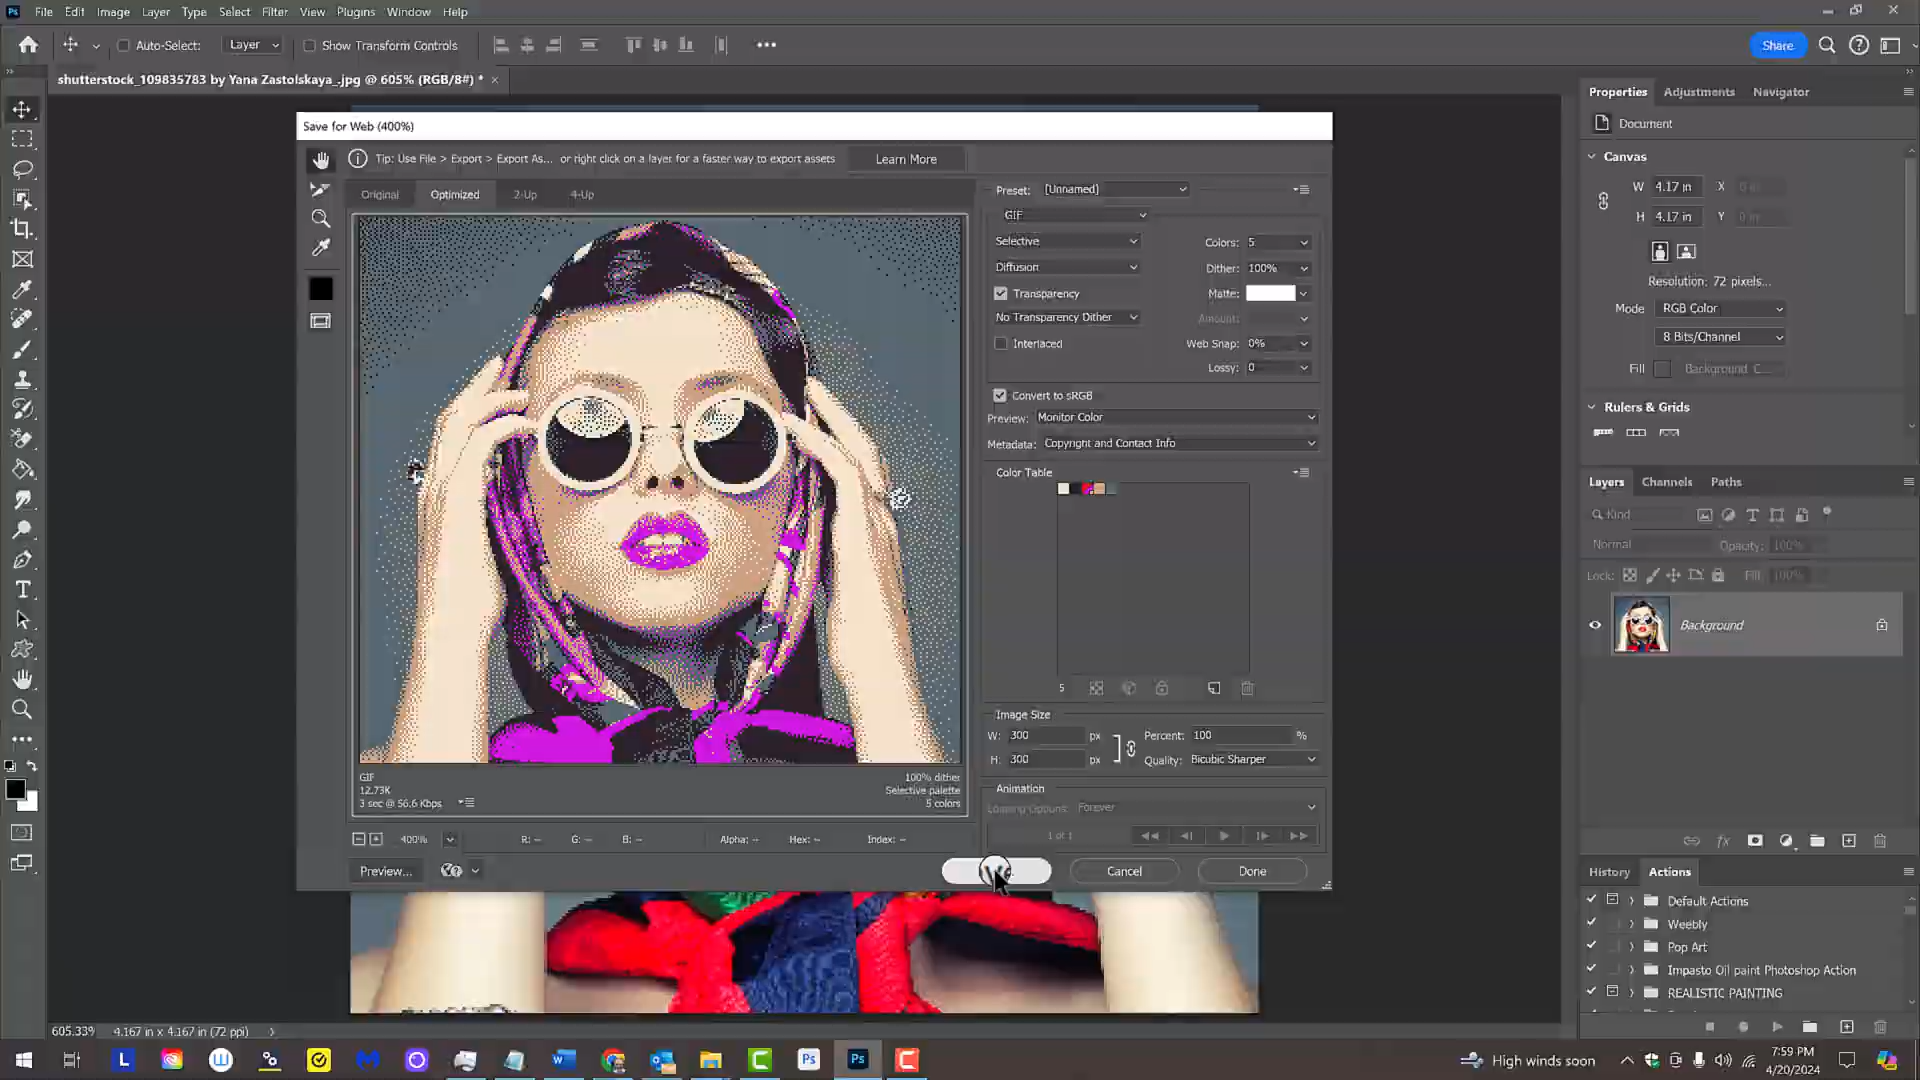 File Edit Image Layer Type Select Filter View Plugins Window Help
Auto-Select: Layer Show Transform Controls Share
shutterstock_109835783 by Yana Zastolskaya_.jpg @ 605% (RGB/8#) *
Save for Web (400%)
Tip: Use File > Export > Export As... or right click on a layer for a faster way to export assets Learn More
Original Optimized 2-Up 4-Up
Preset: [Unnamed]
GIF
Selective Colors: 5
Diffusion Dither: 100%
Transparency Matte:
No Transparency Dither Amount:
Interlaced Web Snap: 0%
Lossy: 0
Convert to sRGB
Preview: Monitor Color
Metadata: Copyright and Contact Info
Color Table
5
Image Size
W: 300 px Percent: 100 %
H: 300 px Quality: Bicubic Sharper
Animation
Looping Options: Forever
1 of 1
GIF 100% dither
12.73K Selective palette
3 sec @ 56.6 Kbps 5 colors
400% R: -- G: -- B: -- Alpha: -- Hex: -- Index: --
Preview... Cancel Done
Properties Adjustments Navigator
Document
Canvas
W 4.17 in X 0 in
H 4.17 in Y 0 in
Resolution: 72 pixels...
Mode RGB Color
8 Bits/Channel
Fill Background C...
Rulers & Grids
Layers Channels Paths
Kind
Normal Opacity: 100%
Lock: Fill 100%
Background
fx
History Actions
Default Actions
Weebly
Pop Art
Impasto Oil paint Photoshop Action
REALISTIC PAINTING
605.33% 4.167 in x 4.167 in (72 ppi)
High winds soon 7:59 PM
4/20/2024